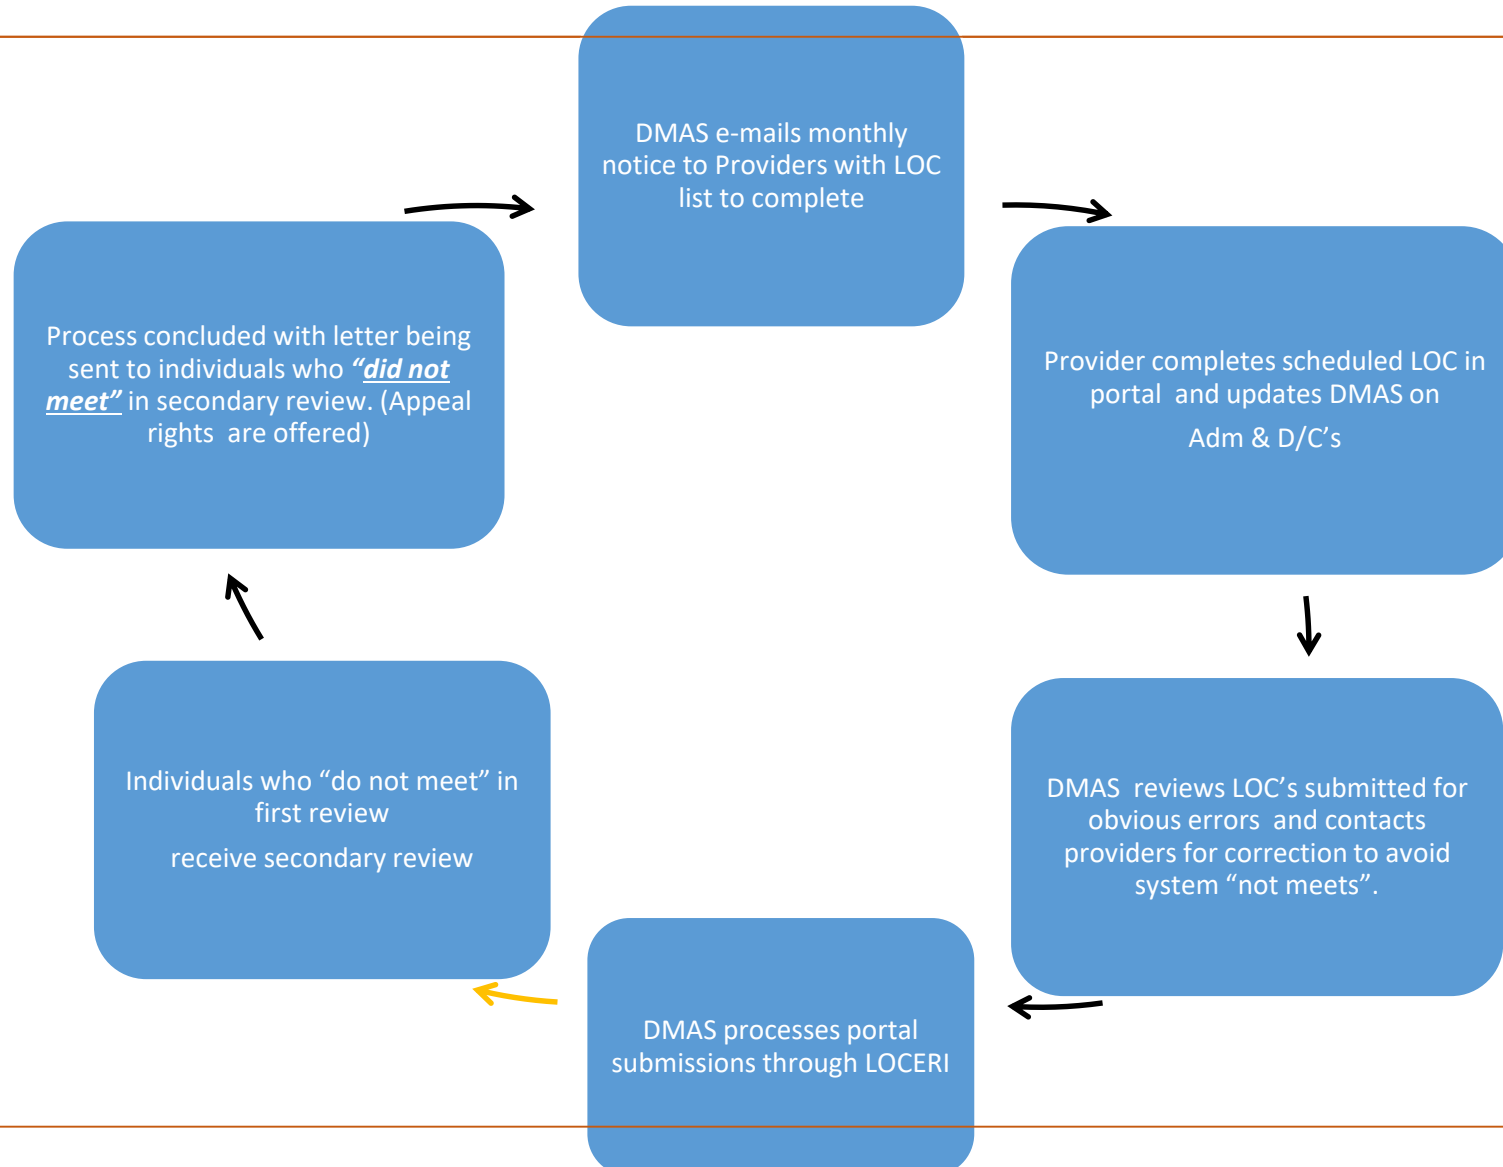 DMAS e-mails monthly
notice to Providers with LOC
list to complete
Provider completes scheduled LOC in
portal  and updates DMAS on
Adm & D/C’s
DMAS  reviews LOC’s submitted for
obvious errors  and contacts
providers for correction to avoid
system “not meets”.
DMAS processes portal
submissions through LOCERI
Individuals who “do not meet” in
first review
receive secondary review
Process concluded with letter being
sent to individuals who “did not
meet” in secondary review. (Appeal
rights  are offered)